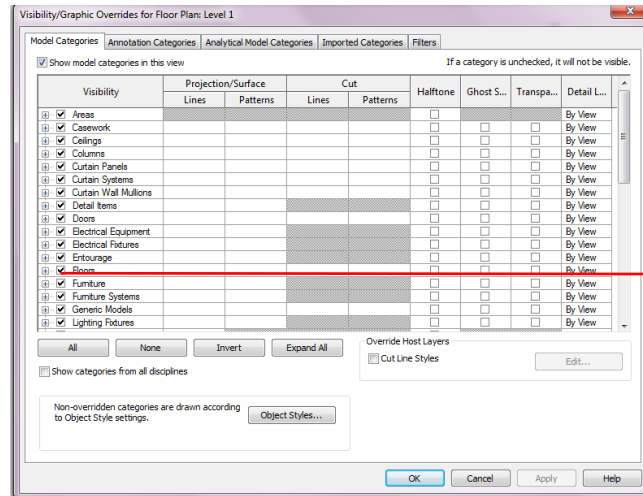 Visibility/Graphic Overrides for Floor Plan: Level 1
Model Categories Annotation Categories Analytical Model Categories Imported Categories Filters
Show model categories in this view If a category is unchecked, it will not be visible.
Visibility Projection/Surface Cut Halftone Ghost S... Transpa... Detail L...
Lines Patterns Lines Patterns
Areas By View
Casework By View
Ceilings By View
Columns By View
Curtain Panels By View
Curtain Systems By View
Curtain Wall Mullions By View
Detail Items By View
Doors By View
Electrical Equipment By View
Electrical Fixtures By View
Entourage By View
Floors By View
Furniture By View
Furniture Systems By View
Generic Models By View
Lighting Fixtures By View
All None Invert Expand All
Override Host Layers
Cut Line Styles Edit...
Show categories from all disciplines
Non-overridden categories are drawn according
to Object Style settings.
Object Styles...
OK Cancel Apply Help